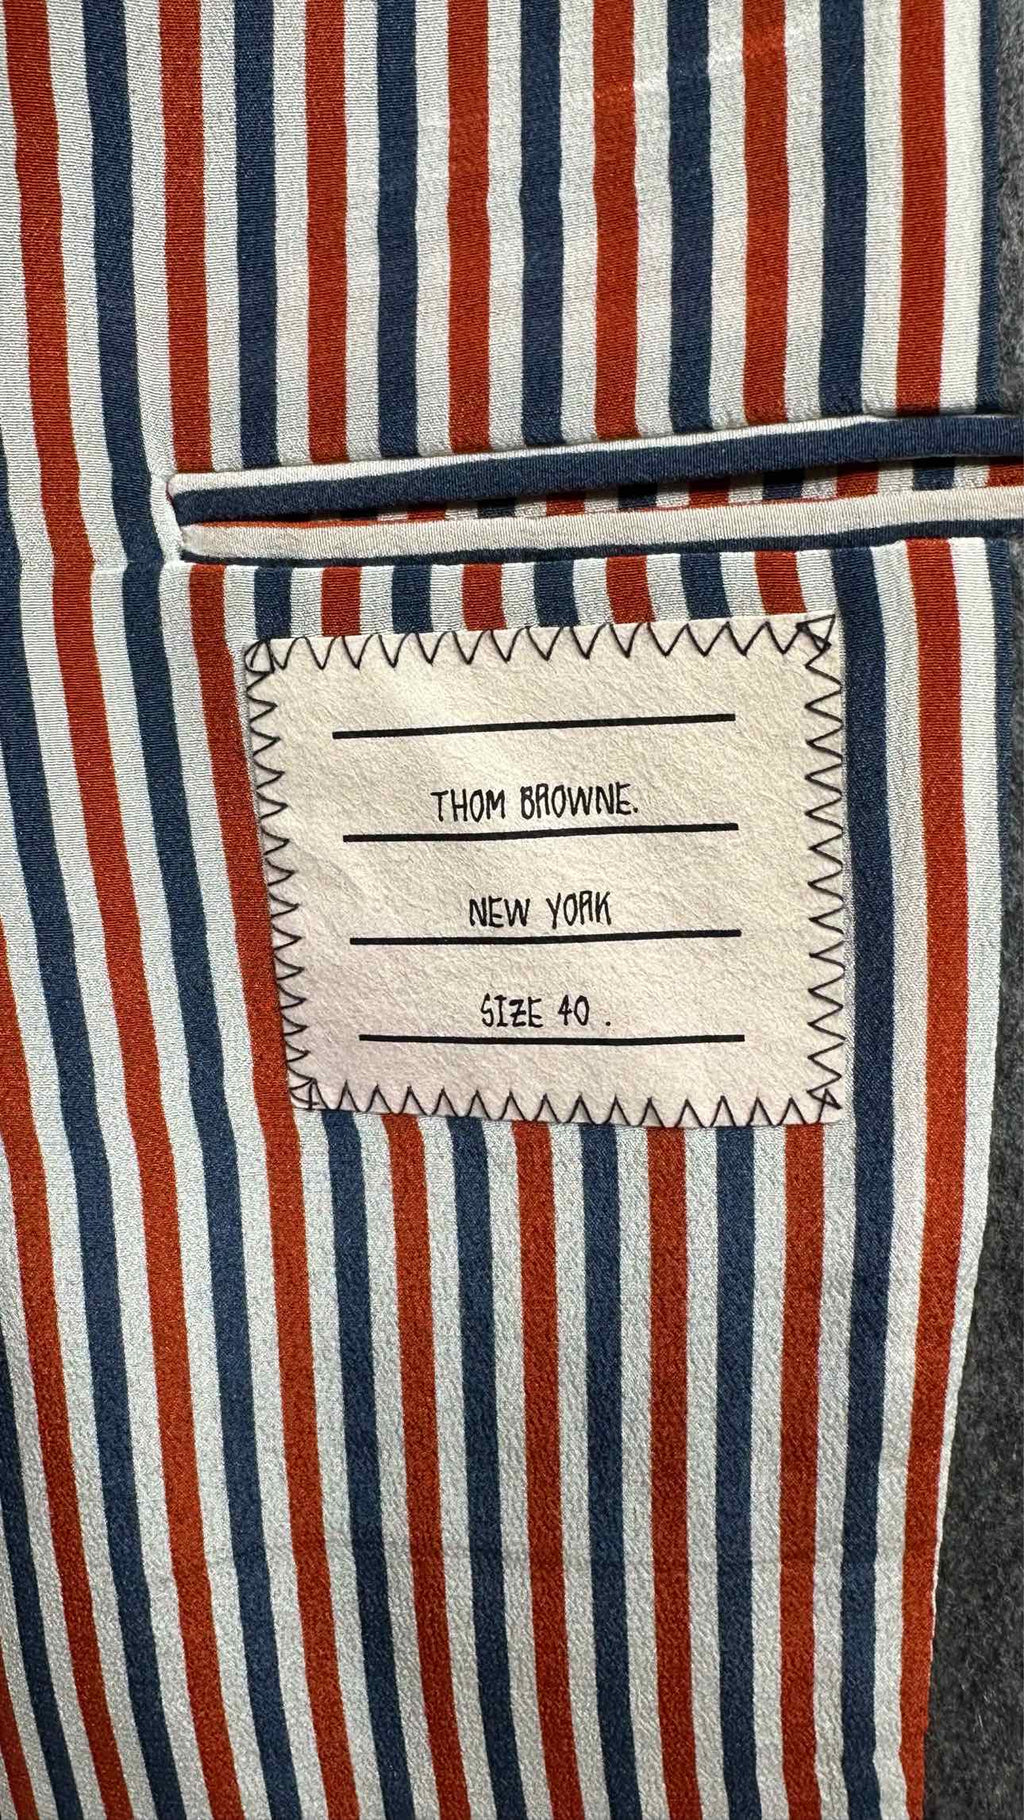 THOM BROWNE.
NEW YORK
SIZE 40 .